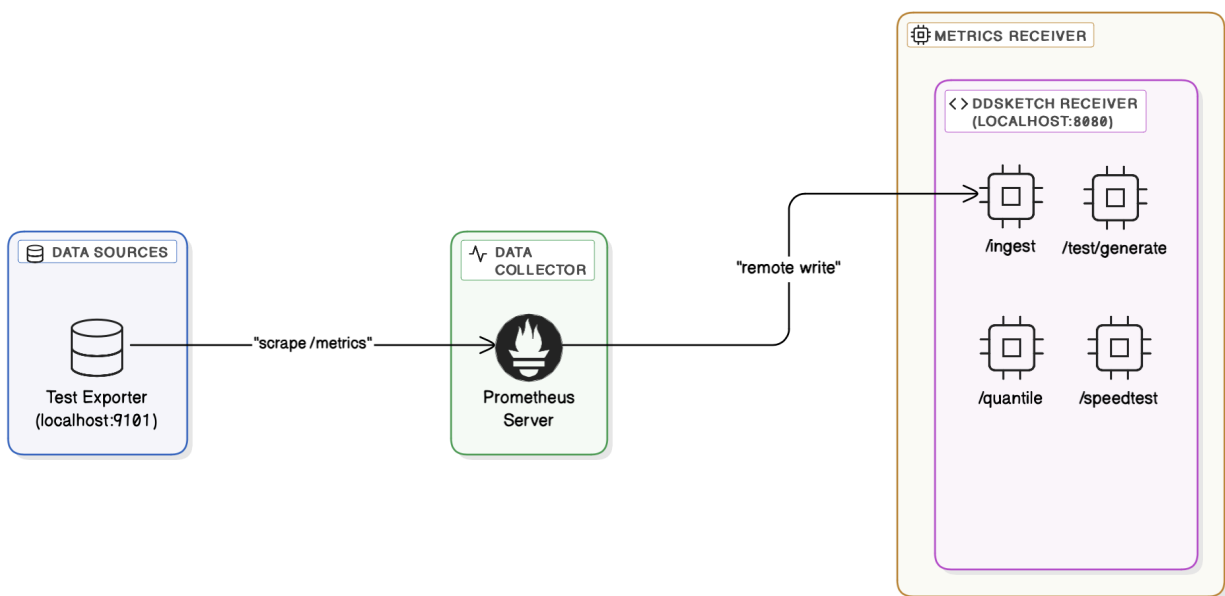 METRICS RECEIVER
<> DDSKETCH RECEIVER
(LOCALHOST:8080)
/ingest
/test/generate
"remote write"
DATA SOURCES
DATA
COLLECTOR
"scrape /metrics"
/quantile
/speedtest
Test Exporter
(localhost:9101)
Prometheus
Server